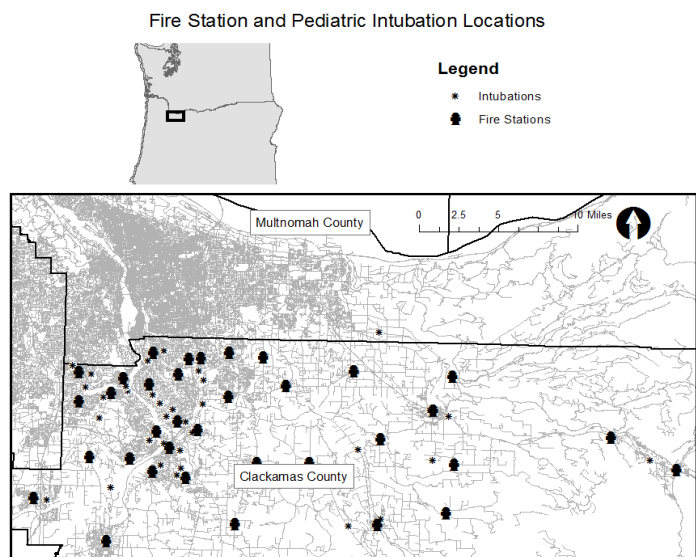 Fire Station and Pediatric Intubation Locations
Legend
Intubations
Fire Stations
Multnomah County
0 2.5 5 10 Miles
Clackamas County